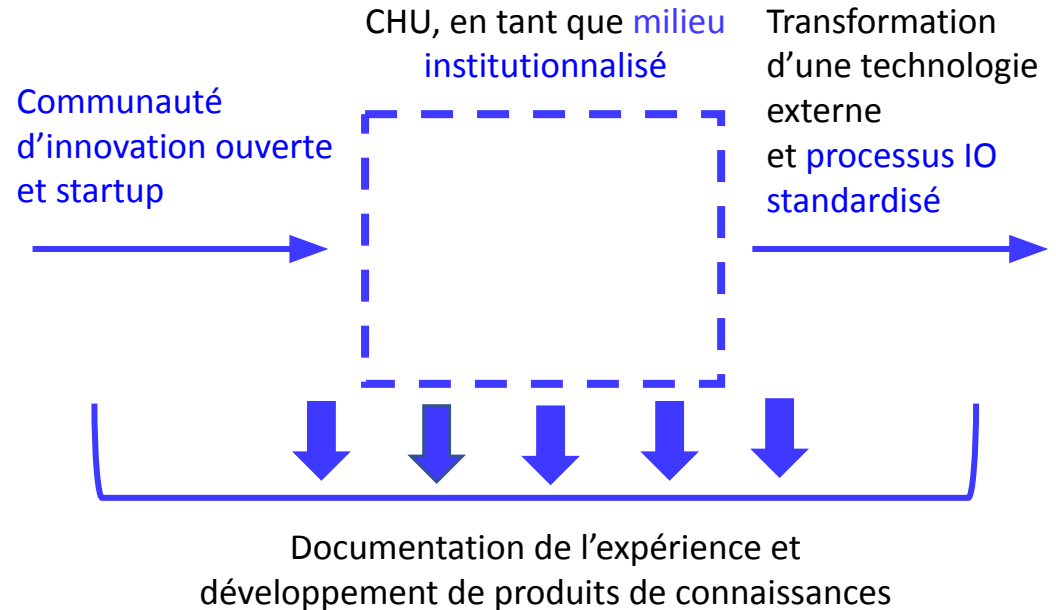 CHU, en tant que milieu
institutionnalisé
Communauté
d’innovation ouverte
et startup
Transformation
d’une technologie
externe
et processus IO
standardisé
Documentation de l’expérience et
développement de produits de connaissances